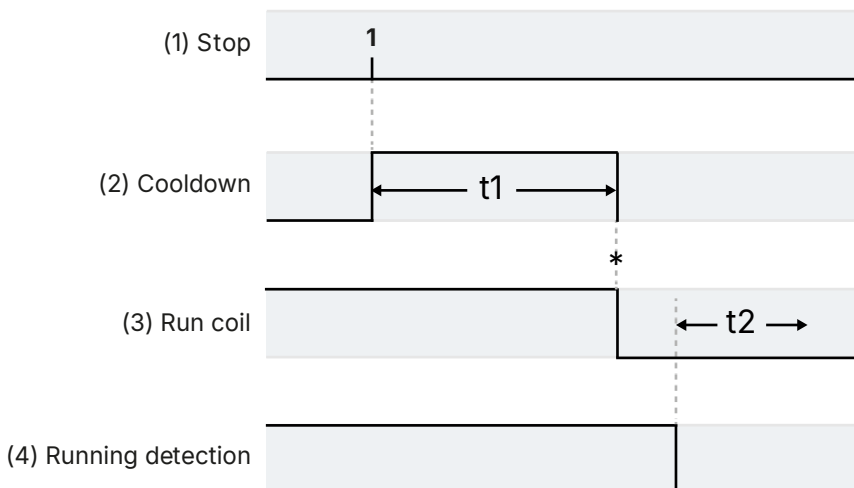 (1) Stop
1
(2) Cooldown
t1
*
(3) Run coil
t2
(4) Running detection